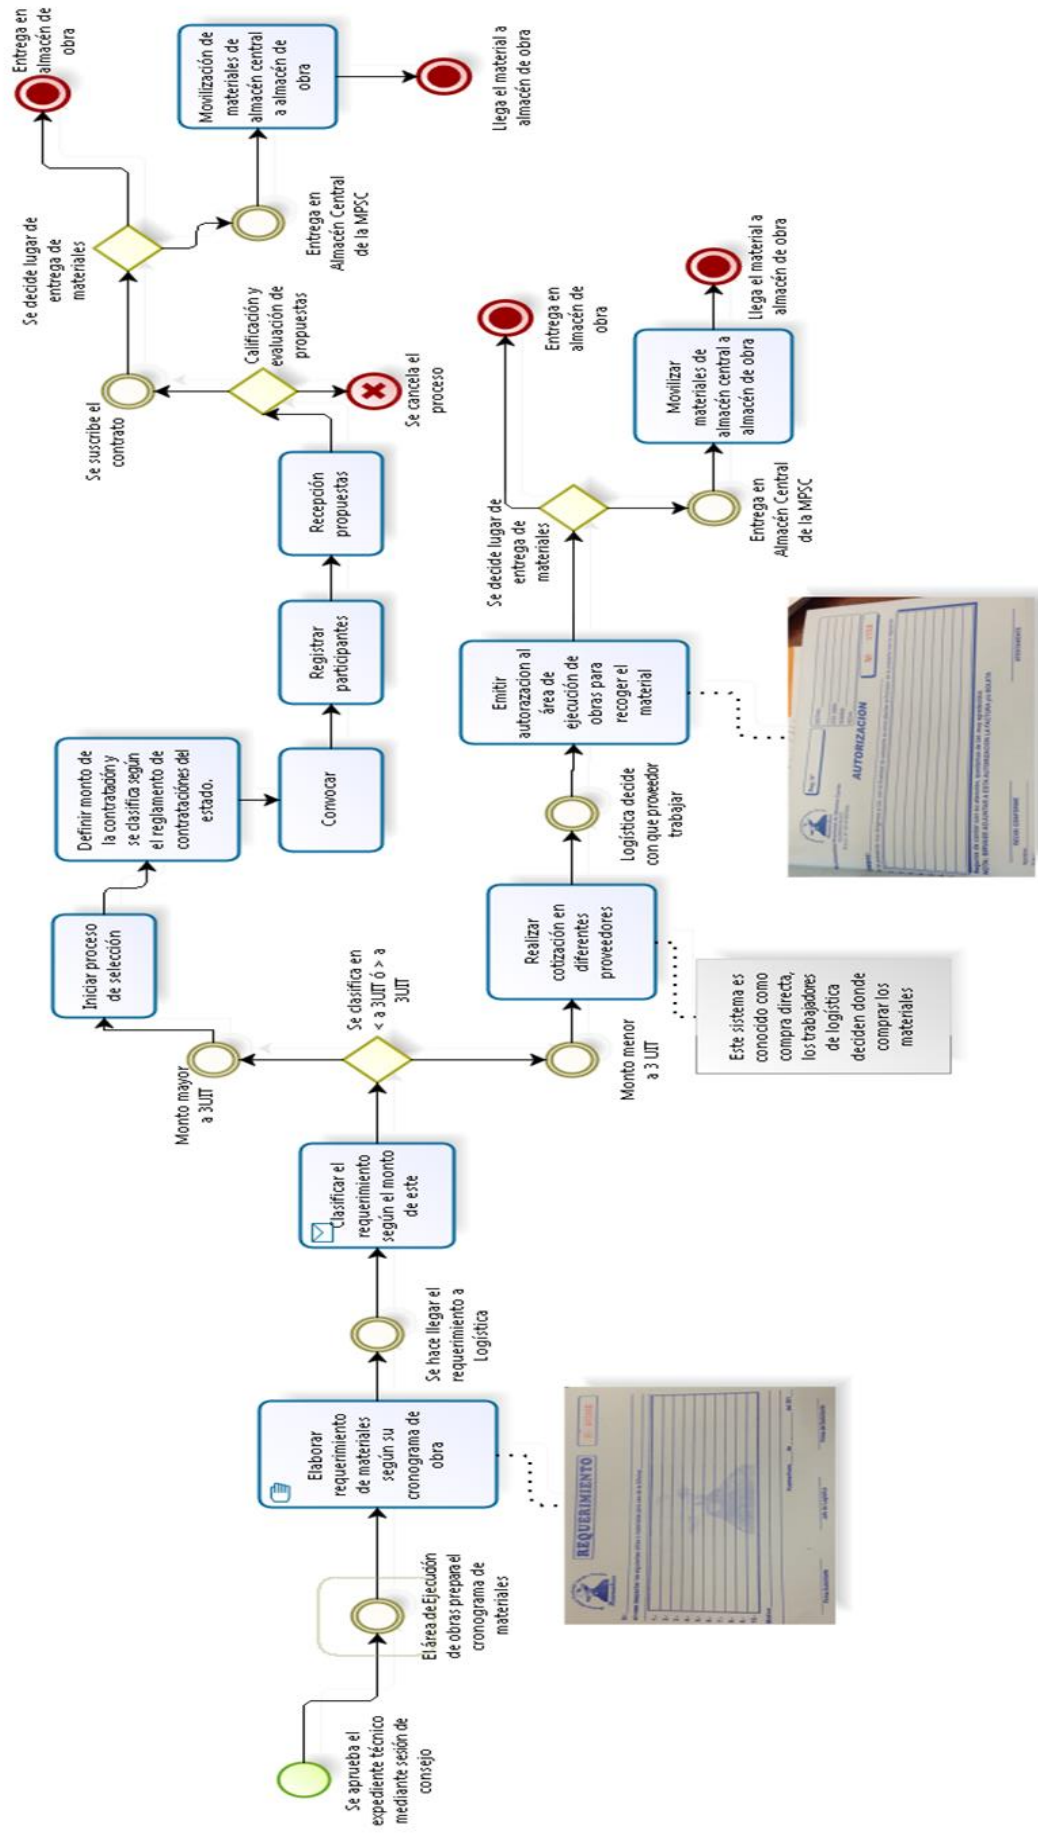 Se aprueba el
expediente técnico
mediante sesión de
consejo
El área de Ejecución
de obras prepara el
cronograma de
materiales
Elaborar
requerimiento
de materiales
según su
cronograma de
obra
REQUERIMIENTO
Se hace llegar el
requerimiento a
Logística
Clasificar el
requerimiento
según el monto
de este
Se clasifica en
< a 3UIT ó > a
3UIT
Monto mayor
a 3UIT
Iniciar proceso
de selección
Definir monto de
la contratación y
se clasifica según
el reglamento de
contrataciónes del
estado.
Convocar
Registrar
participantes
Recepción
propuestas
Calificación y
evaluación de
propuestas
Se cancela el
proceso
Se suscribe el
contrato
Se decide lugar de
entrega de
materiales
Entrega en
almacén de
obra
Entrega en
Almacén Central
de la MPSC
Movilización de
materiales de
almacén central
a almacén de
obra
Llega el material a
almacén de obra
Monto menor
a 3 UIT
Realizar
cotización en
diferentes
proveedores
Este sistema es
conocido como
compra directa,
los trabajadores
de logística
deciden donde
comprar los
materiales
Logística decide
con que proveedor
trabajar
Emitir
autorazacion al
área de
ejecución de
obras para
recoger el
material
AUTORIZACION
Se decide lugar de
entrega de
materiales
Entrega en
almacén de
obra
Entrega en
Almacén Central
de la MPSC
Movilizar
materiales de
almacén central a
almacén de obra
Llega el material a
almacén de obra